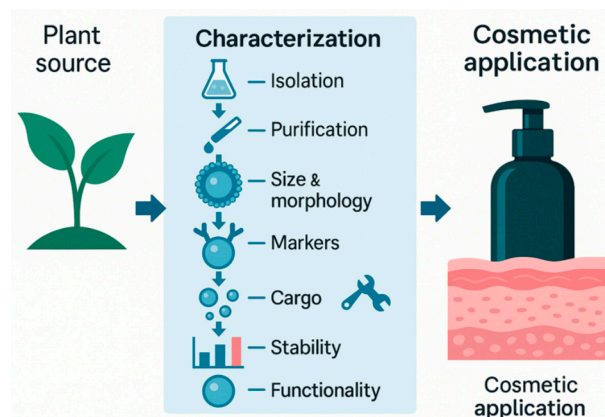 Plant
source
Characterization
Isolation
Purification
Size &
morphology
Markers
Cargo
Stability
Functionality
Cosmetic
application
Cosmetic
application